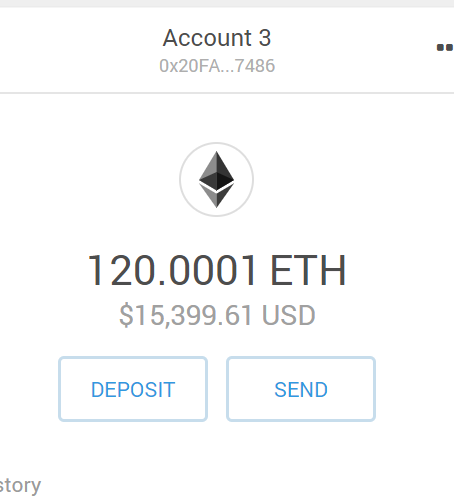 Account 3
0x20FA...7486
120.0001 ETH
$15,399.61 USD
DEPOSIT
SEND
story